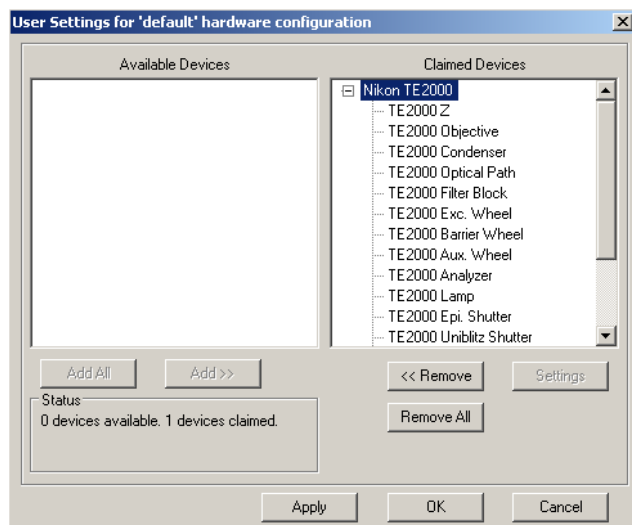 User Settings for 'default' hardware configuration
Available Devices
Claimed Devices
Nikon TE2000
TE2000 Z
TE2000 Objective
TE2000 Condenser
TE2000 Optical Path
TE2000 Filter Block
TE2000 Exc. Wheel
TE2000 Barrier Wheel
TE2000 Aux. Wheel
TE2000 Analyzer
TE2000 Lamp
TE2000 Epi. Shutter
TE2000 Uniblitz Shutter
Add All
Add >>
<< Remove
Settings
Status
0 devices available. 1 devices claimed.
Remove All
Apply
OK
Cancel